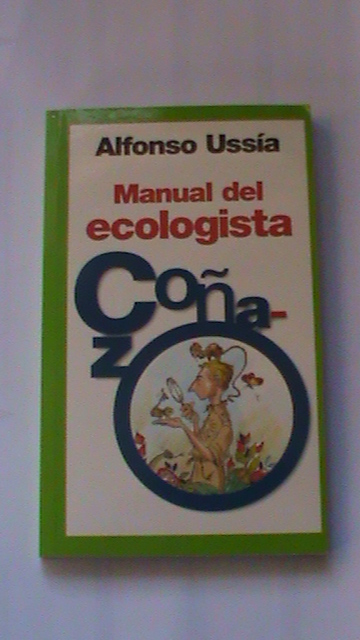 Alfonso Ussía
Manual del
ecologista
Coña-
zo